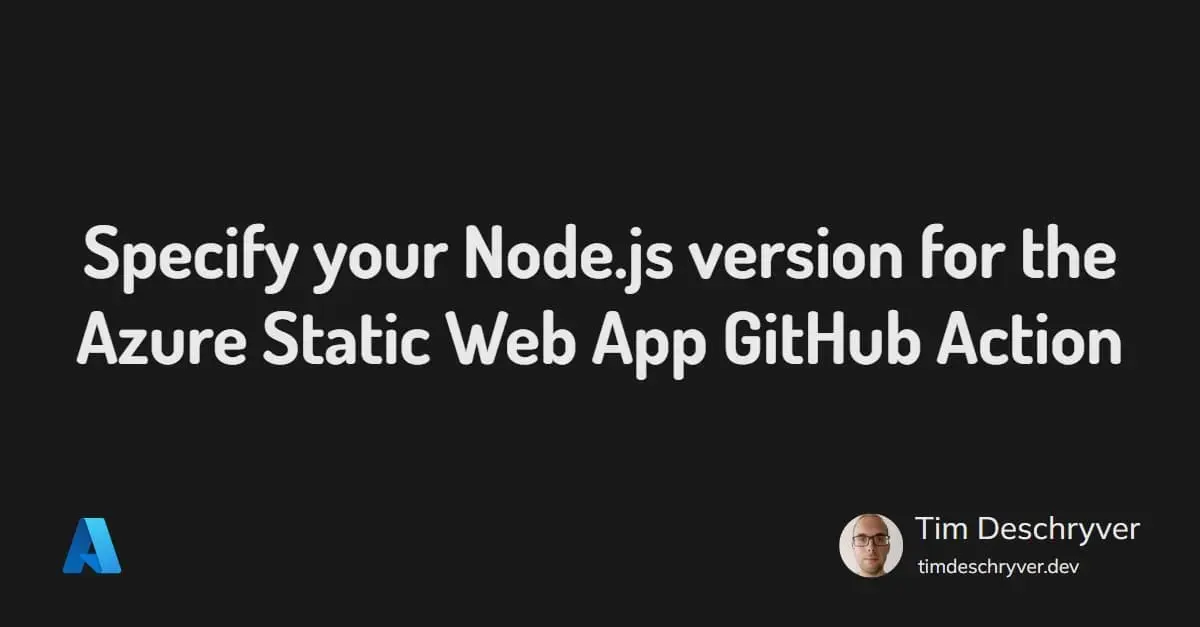 Specify your Node.js version for the
Azure Static Web App GitHub Action
Tim Deschryver
timdeschryver.dev